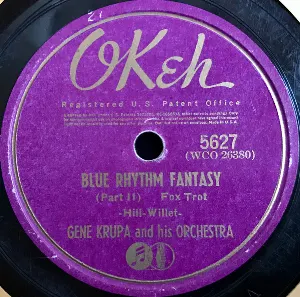 21
OKeh
Registered U.S. Patent Office
5627
(WCO 26380)
BLUE RHYTHM FANTASY
(Part II) Fox Trot
-Hill-Willet-
GENE KRUPA and his ORCHESTRA